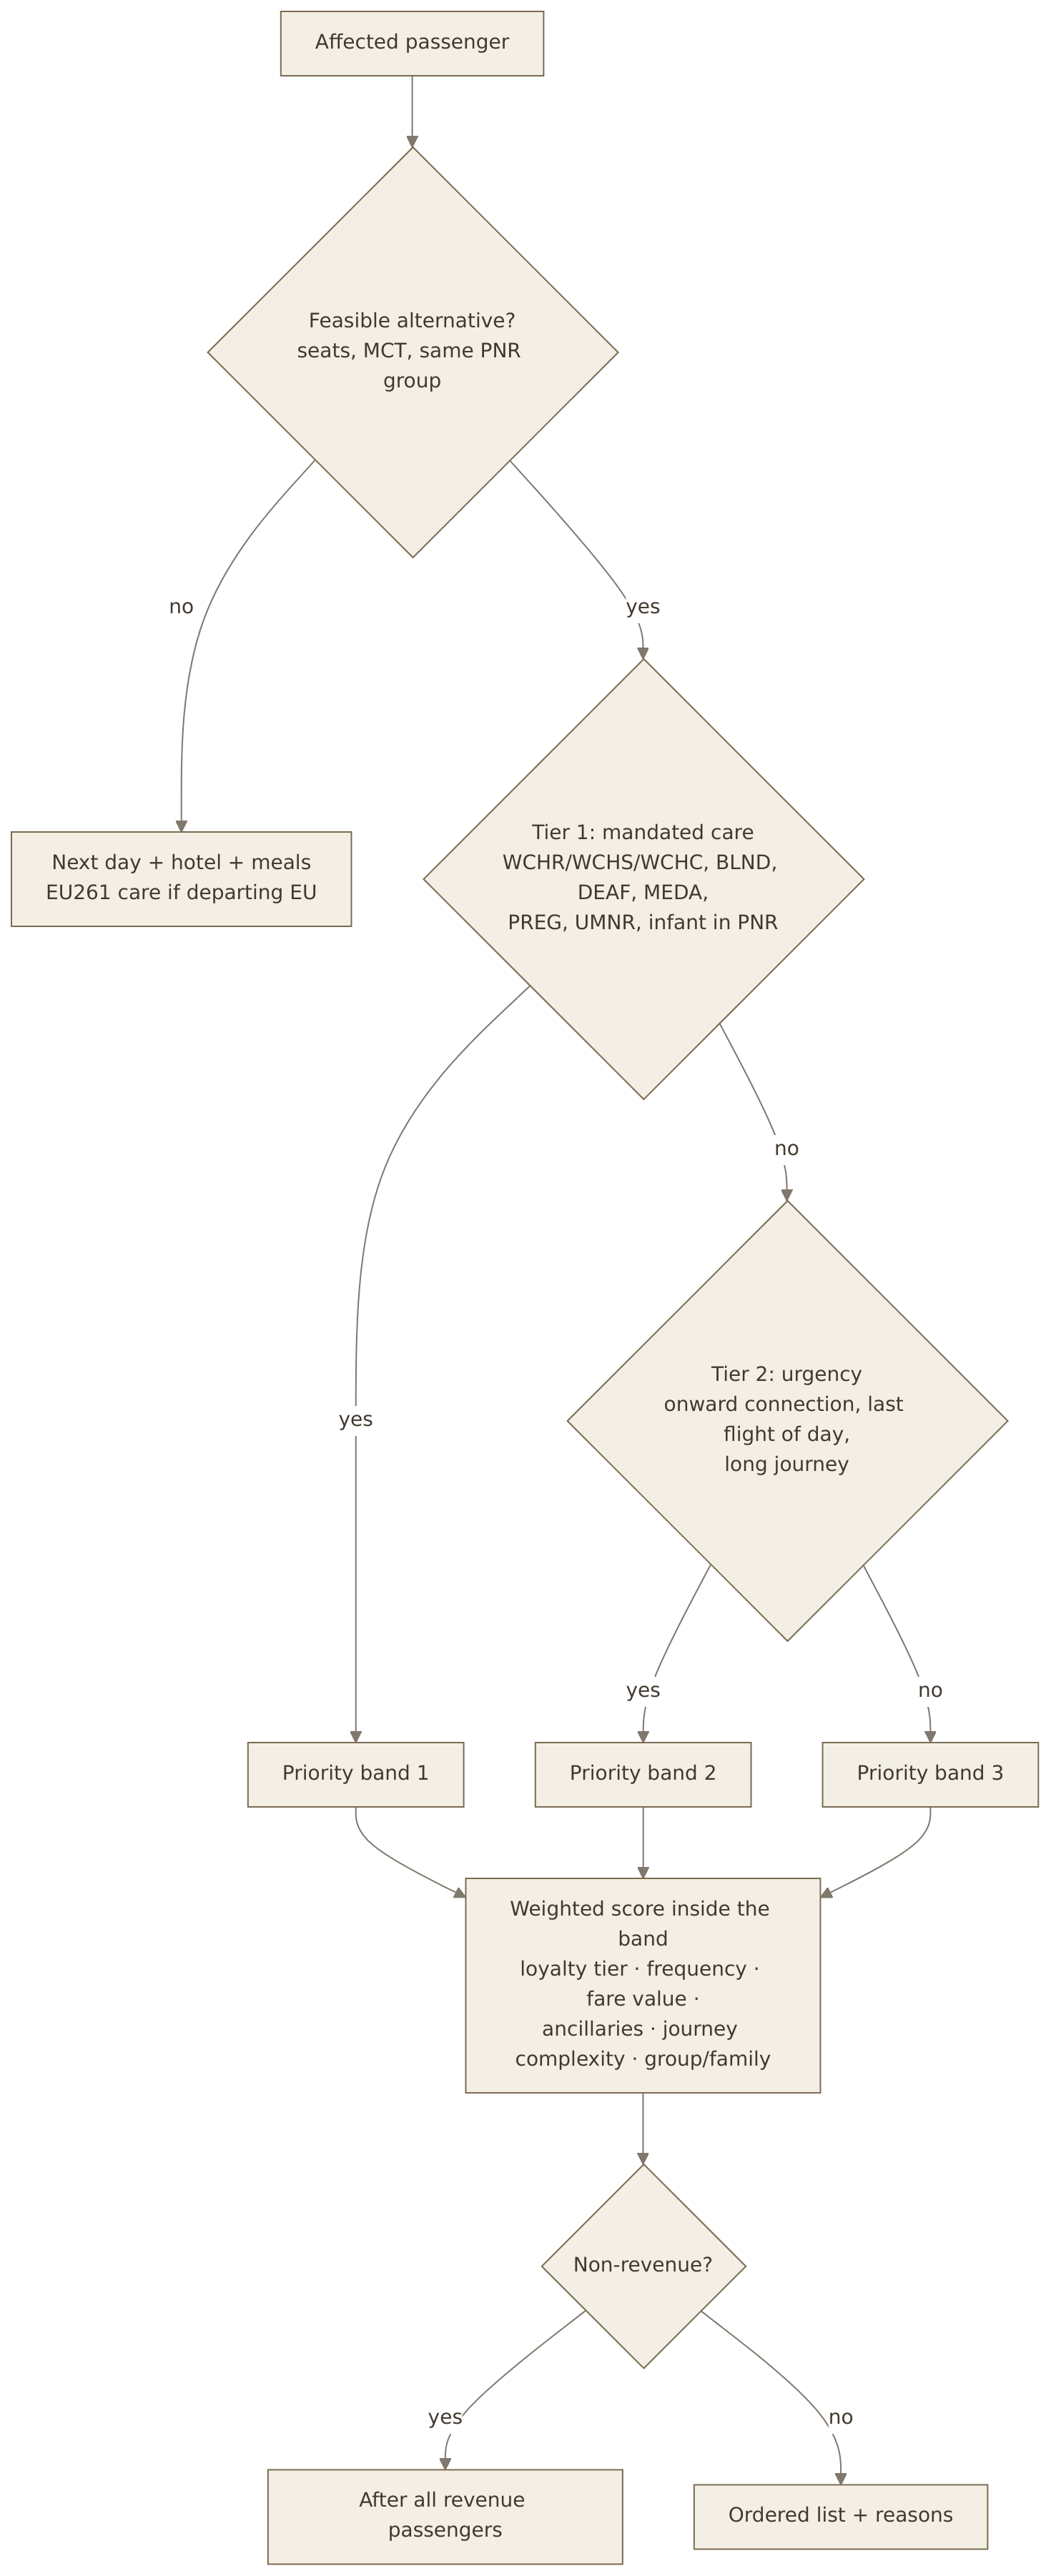 Affected passenger
Feasible alternative?
seats, MCT, same PNR
group
no
yes
Next day + hotel + meals
EU261 care if departing EU
Tier 1: mandated care
WCHR/WCHS/WCHC, BLND,
DEAF, MEDA,
PREG, UMNR, infant in PNR
no
Tier 2: urgency
onward connection, last
flight of day,
long journey
yes
yes
no
Priority band 1
Priority band 2
Priority band 3
Weighted score inside the
band
loyalty tier · frequency ·
fare value ·
ancillaries · journey
complexity · group/family
Non-revenue?
yes
no
After all revenue
passengers
Ordered list + reasons